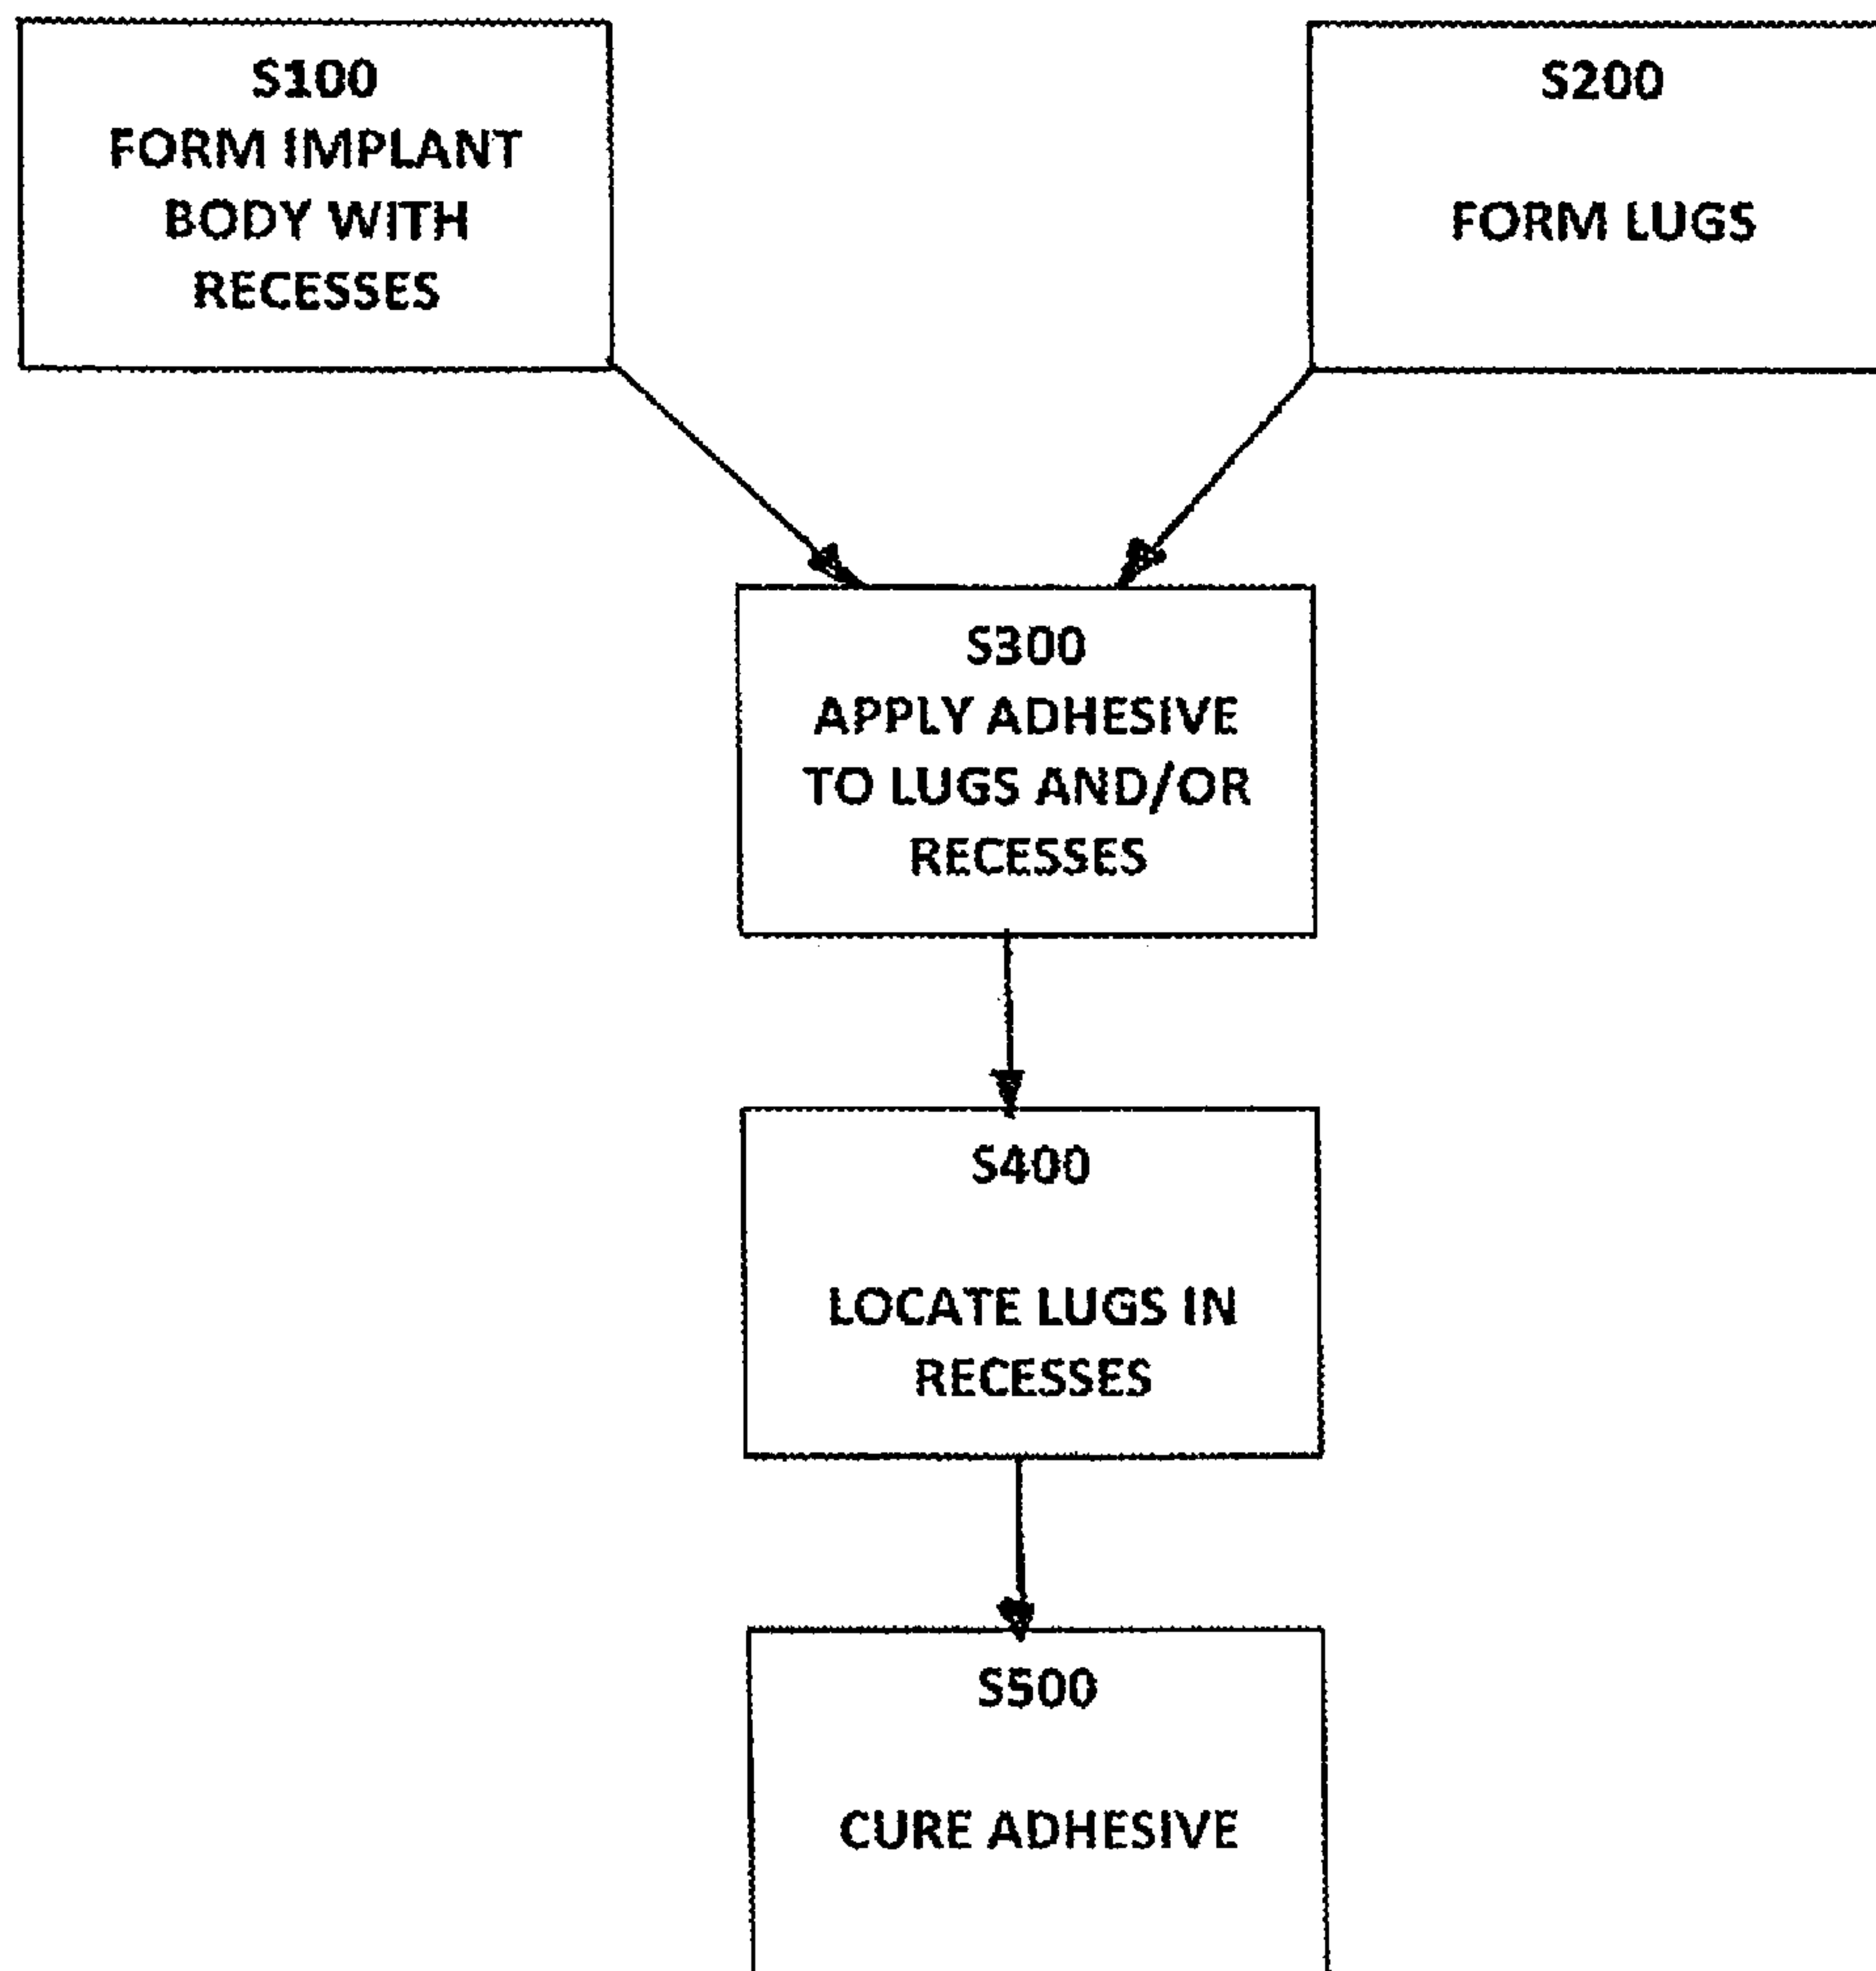 S100
FORM IMPLANT
BODY WITH
RECESSES
S200
FORM LUGS
S300
APPLY ADHESIVE
TO LUGS AND/OR
RECESSES
S400
LOCATE LUGS IN
RECESSES
S500
CURE ADHESIVE